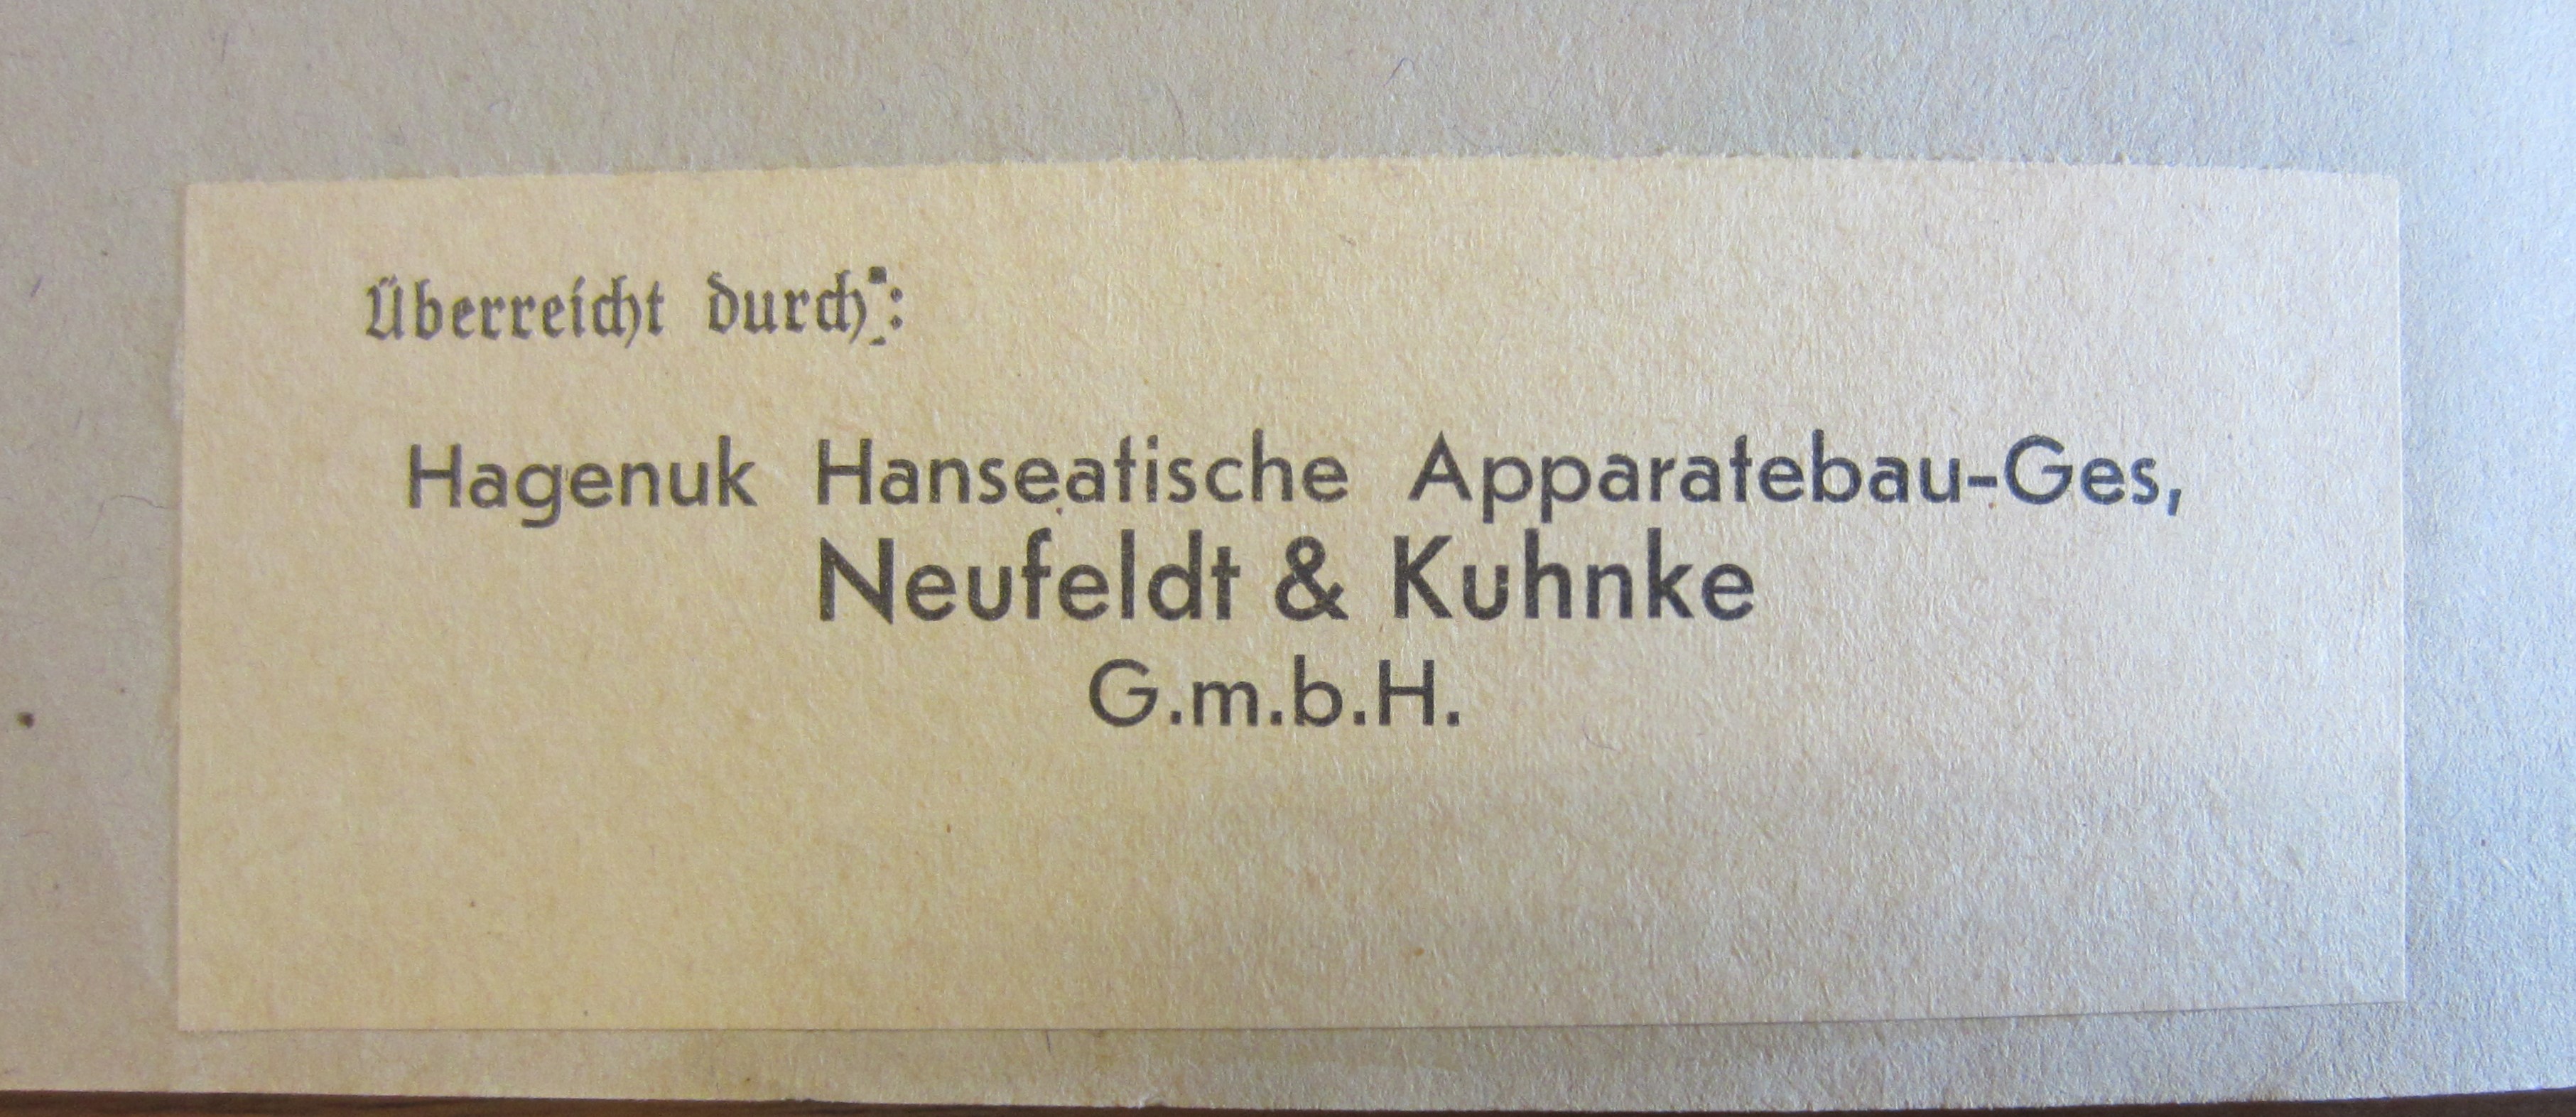 Überreicht durch:
Hagenuk Hanseatische Apparatebau-Ges,
Neufeldt & Kuhnke
G.m.b.H.